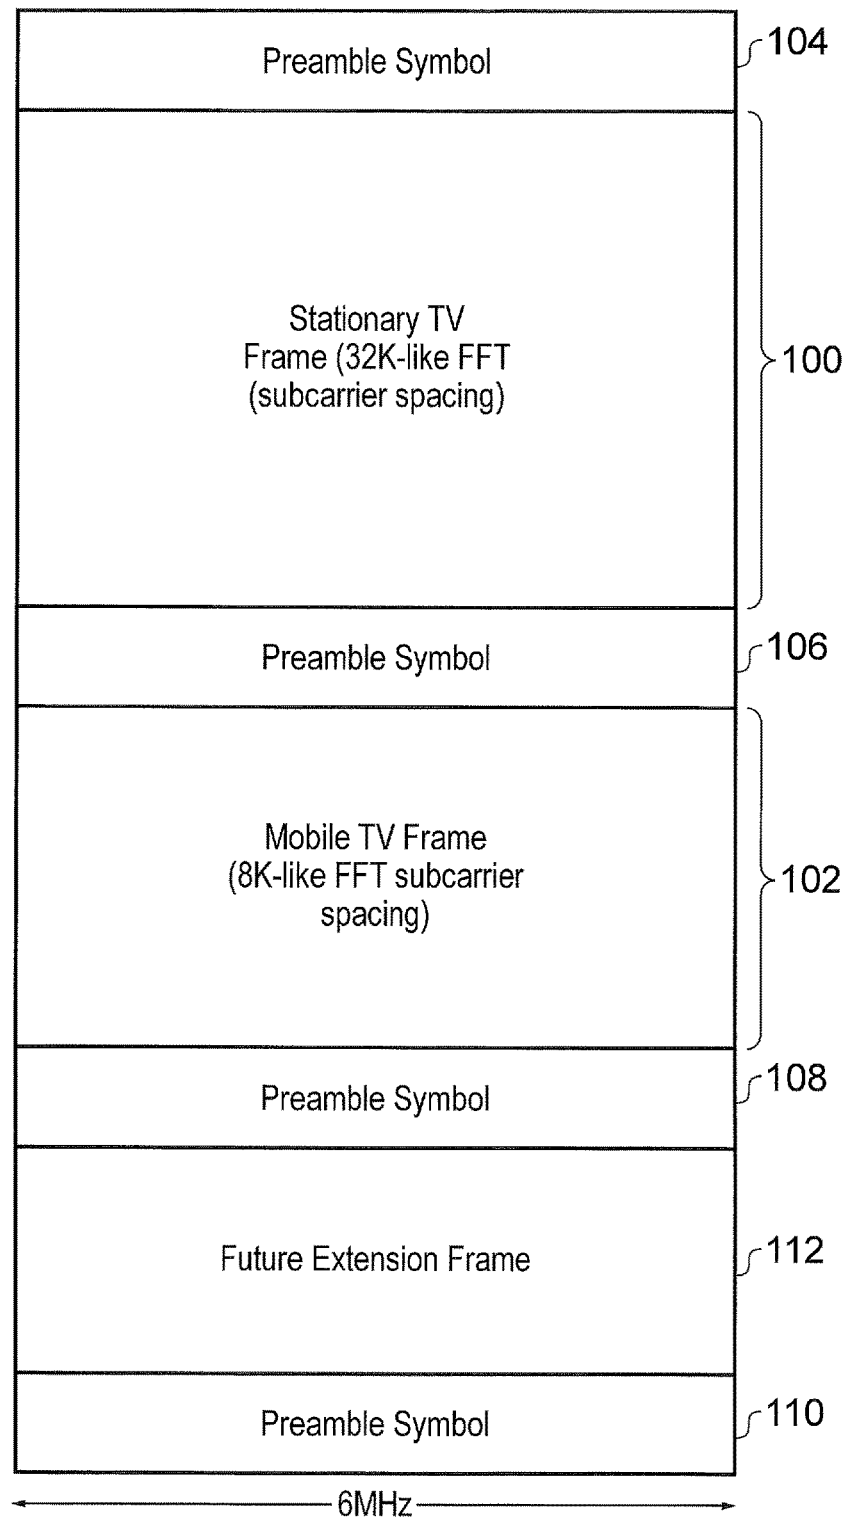 Preamble Symbol
104
Stationary TV
Frame (32K-like FFT
(subcarrier spacing)
100
Preamble Symbol
106
Mobile TV Frame
(8K-like FFT subcarrier
spacing)
102
Preamble Symbol
108
Future Extension Frame
112
Preamble Symbol
110
6MHz